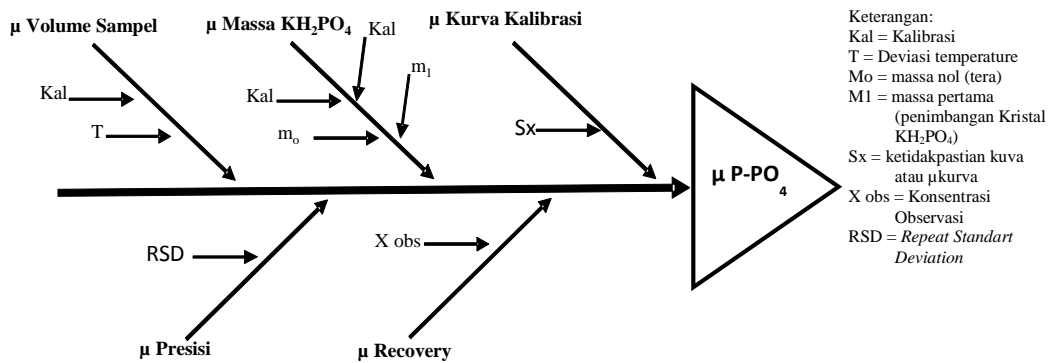 μ Volume Sampel
μ Massa KH₂PO₄
μ Kurva Kalibrasi
Kal
T
Kal
m₁
Kal
mₒ
Sx
μ P-PO₄
RSD
X obs
μ Presisi
μ Recovery
Keterangan:
Kal = Kalibrasi
T = Deviasi temperature
Mo = massa nol (tera)
M1 = massa pertama
(penimbangan Kristal
KH₂PO₄)
Sx = ketidakpastian kuva
atau μkurva
X obs = Konsentrasi
Observasi
RSD = Repeat Standart
Deviation